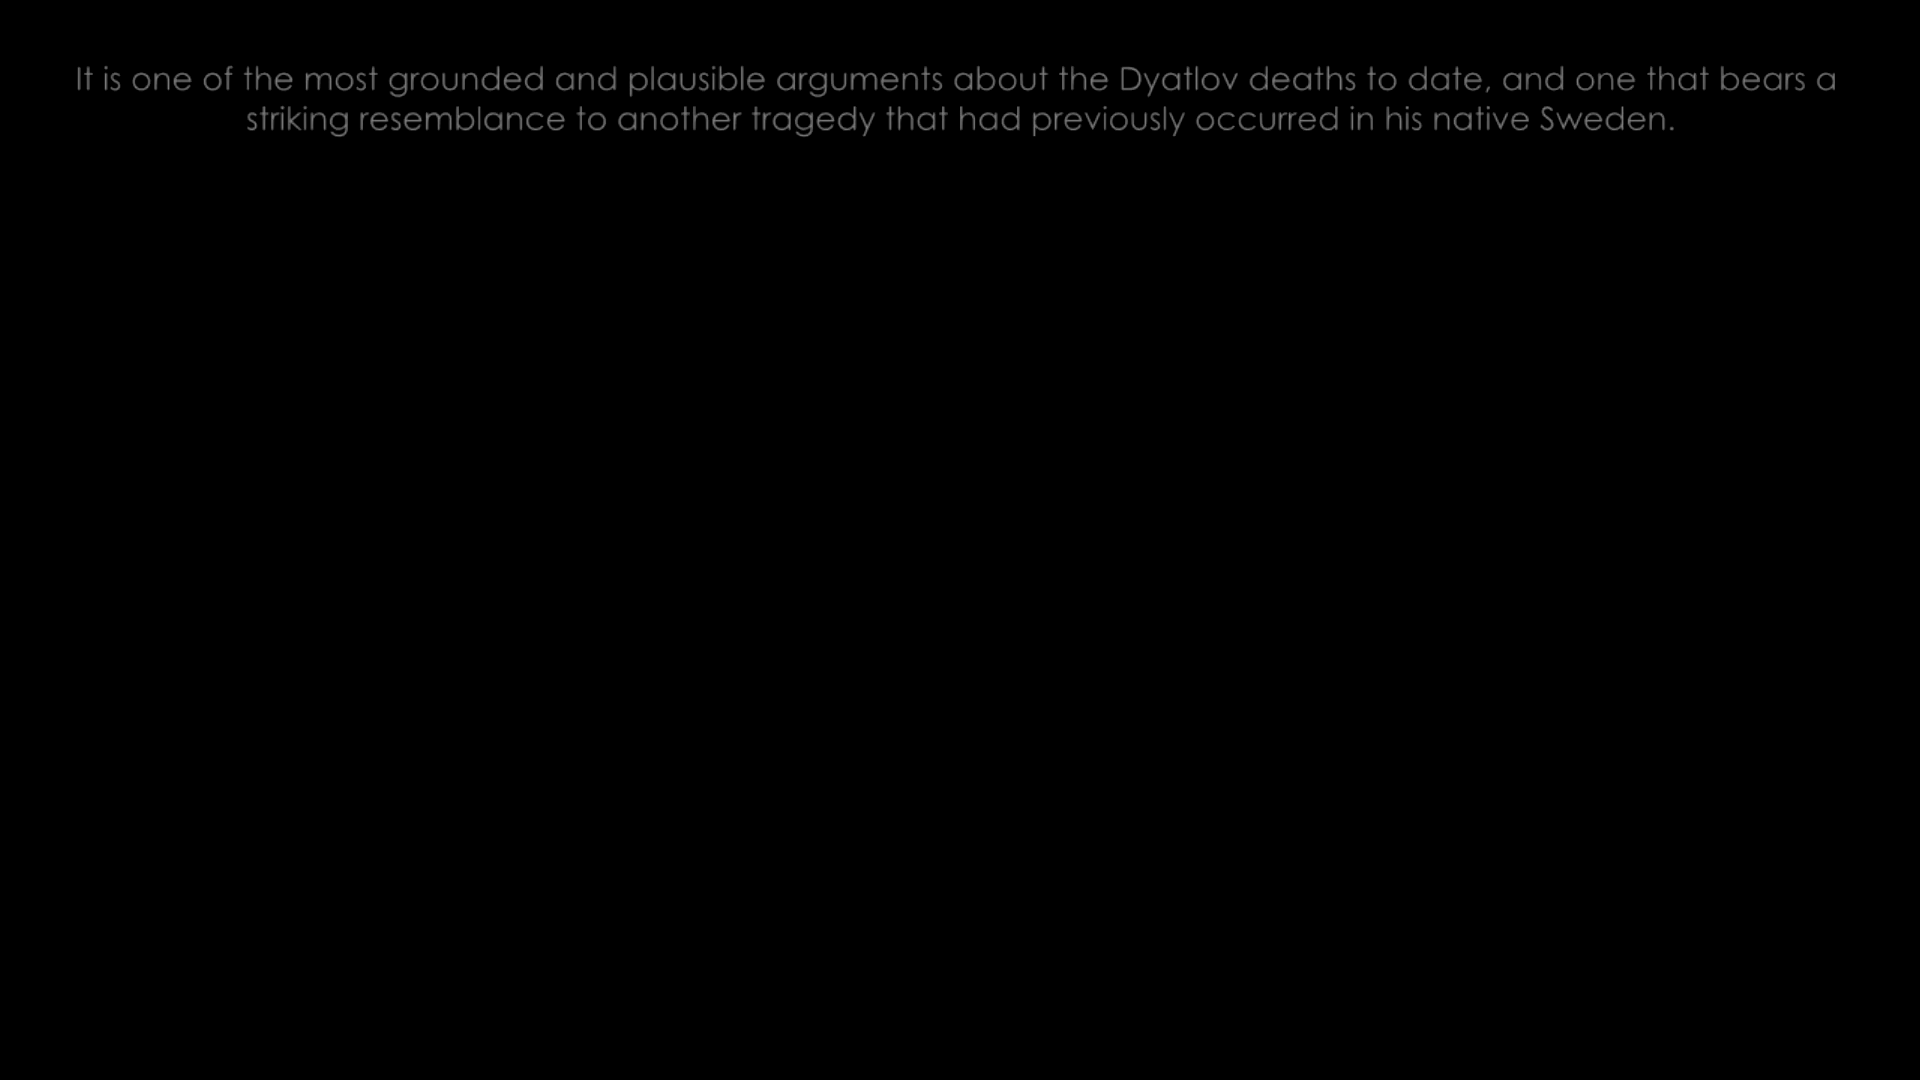 It is one of the most grounded and plausible arguments about the Dyatlov deaths to date, and one that bears a
striking resemblance to another tragedy that had previously occurred in his native Sweden.